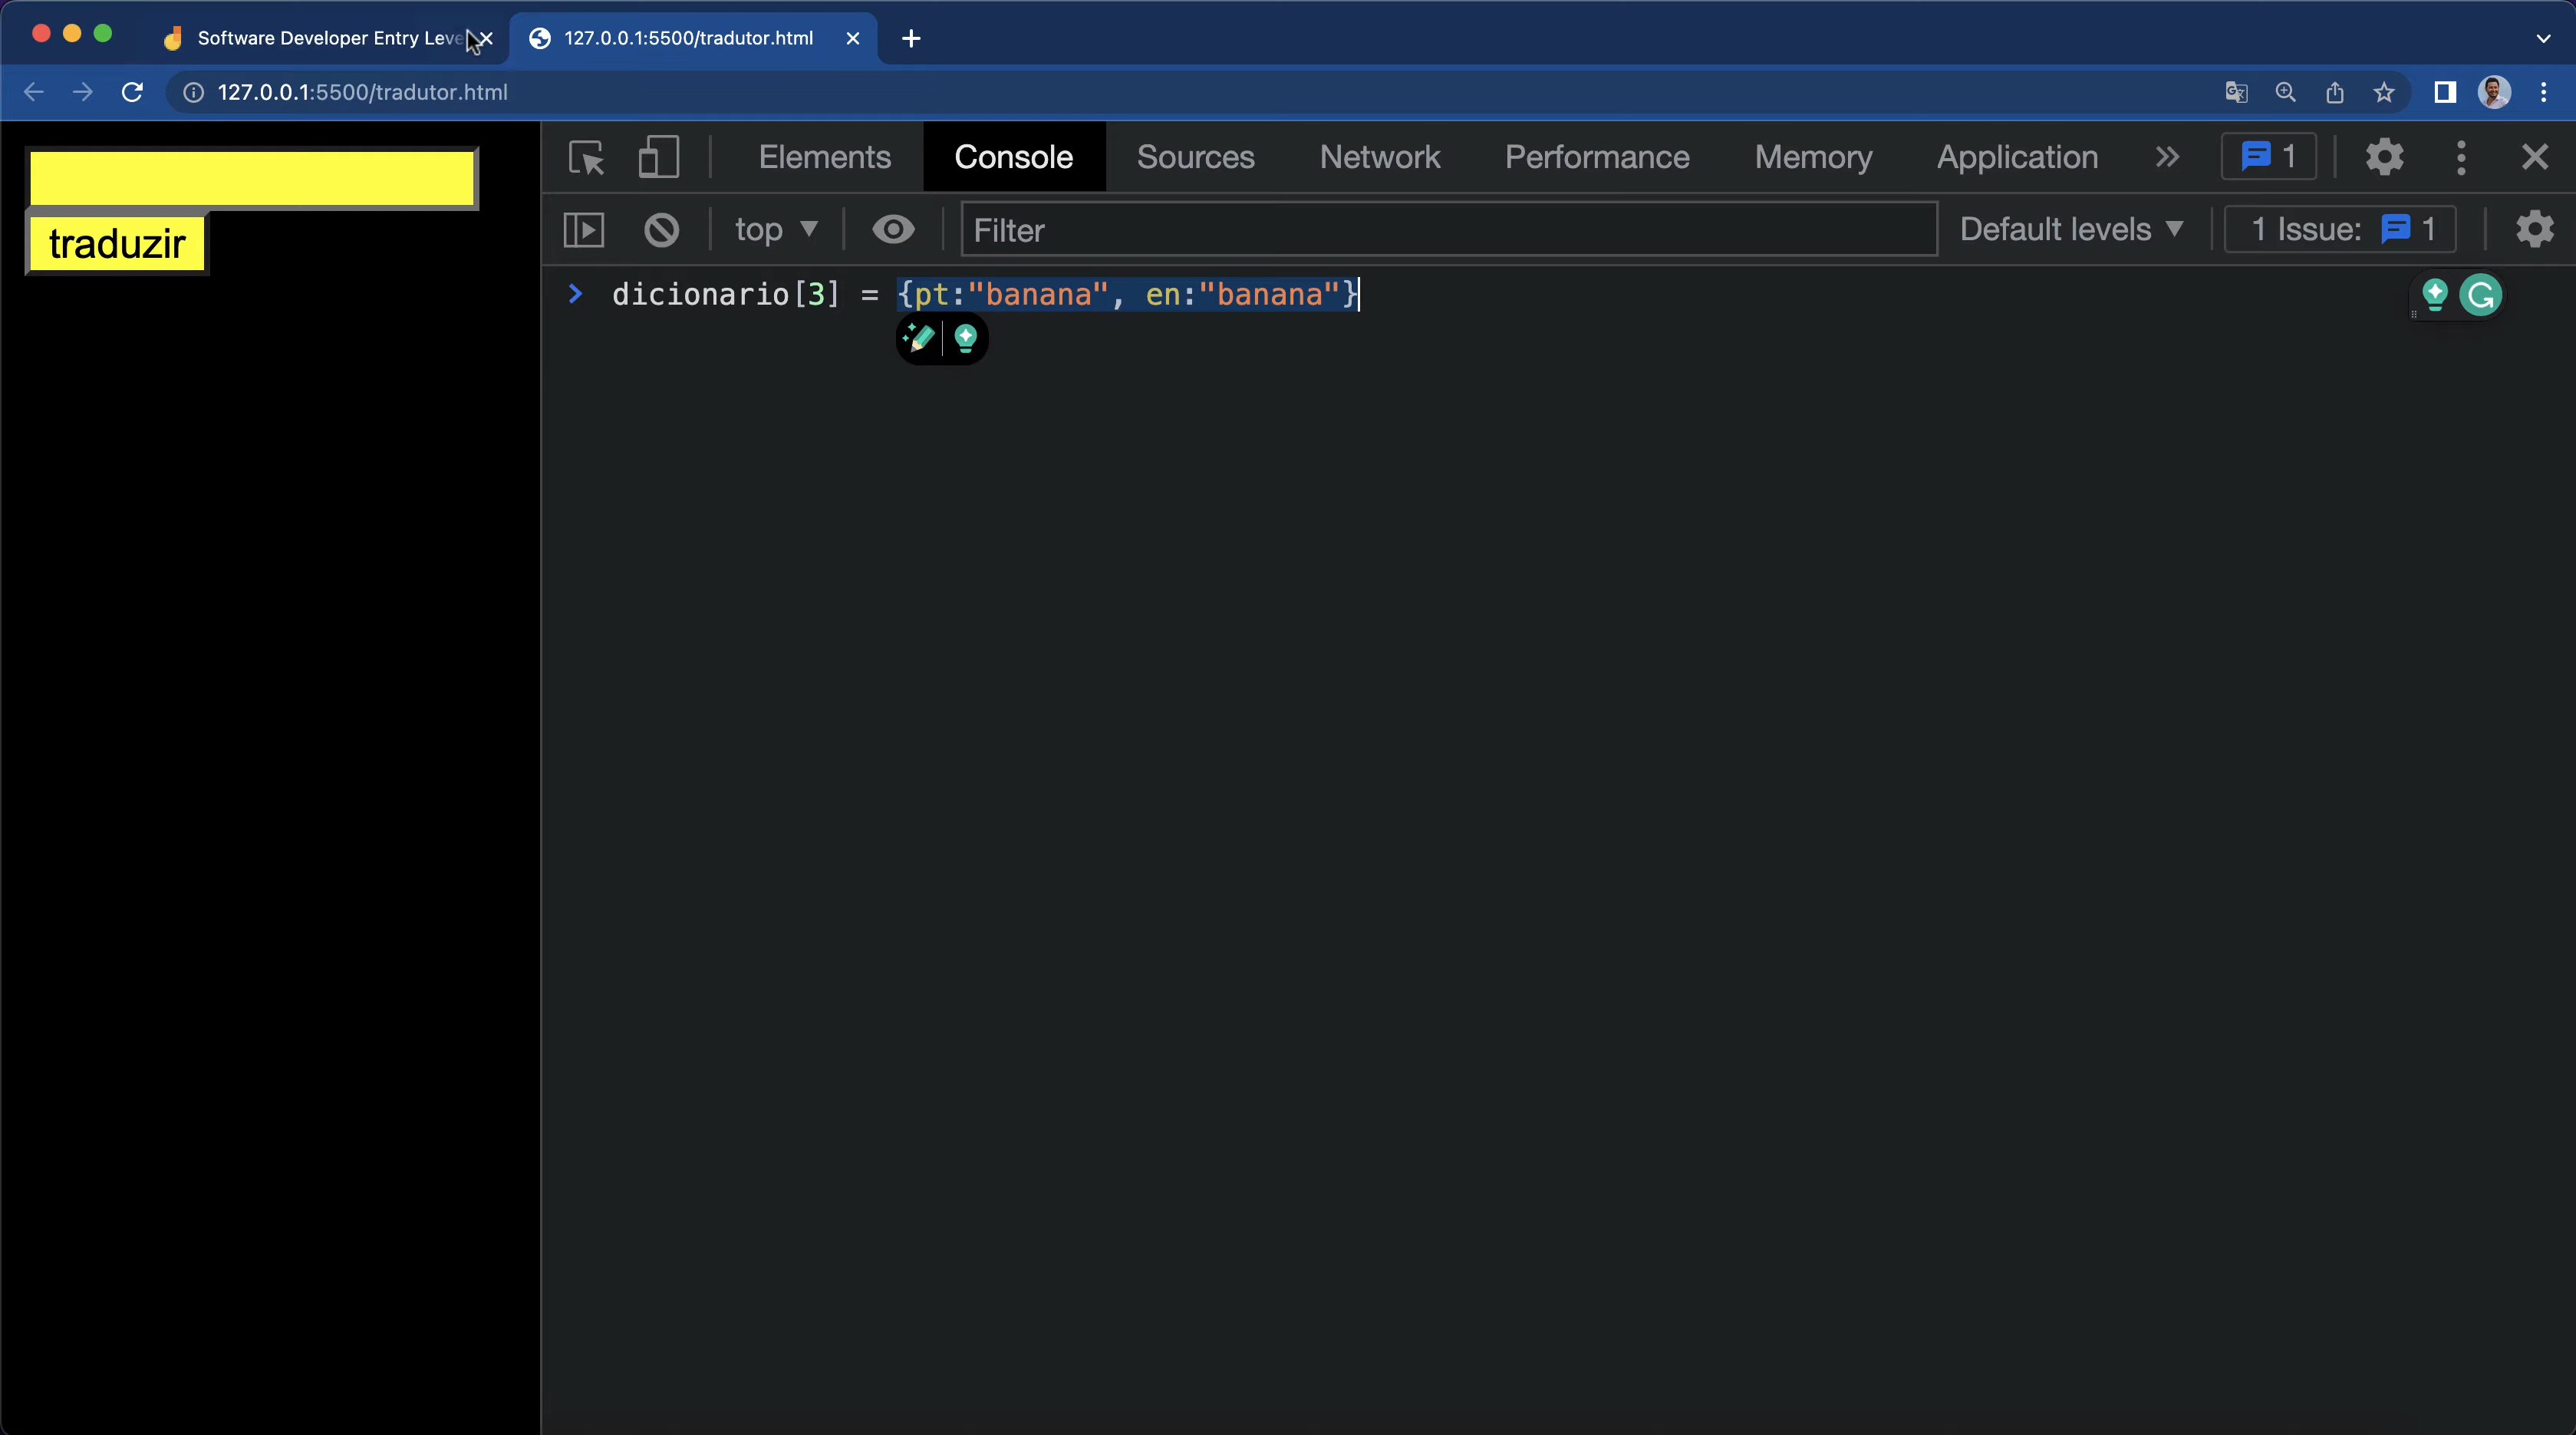 Software Developer Entry Leve
127.0.0.1:5500/tradutor.html
127.0.0.1:5500/tradutor.html
traduzir
Elements Console Sources Network Performance Memory Application 1
top Filter Default levels 1 Issue: 1
dicionario[3] = {pt:"banana", en:"banana"}